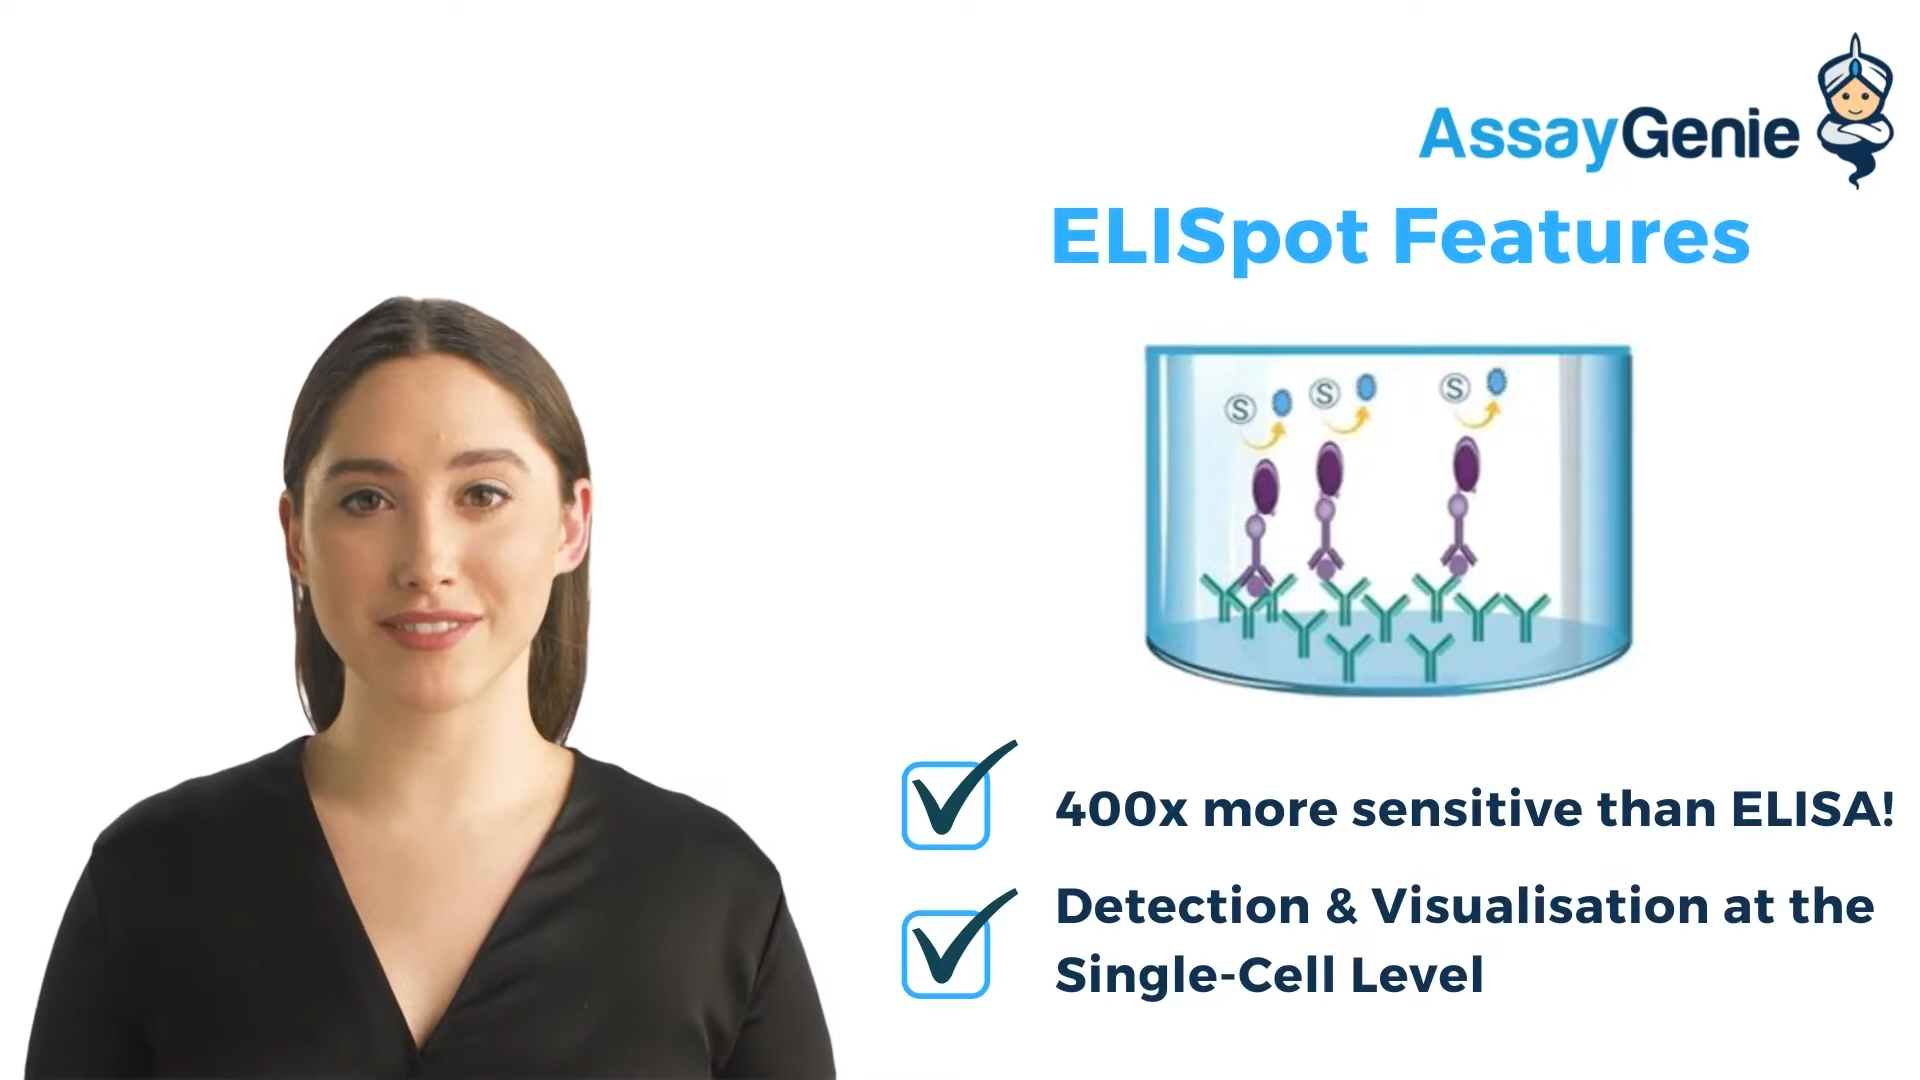 AssayGenie
ELISpot Features
S S S
400x more sensitive than ELISA!
Detection & Visualisation at the
Single-Cell Level